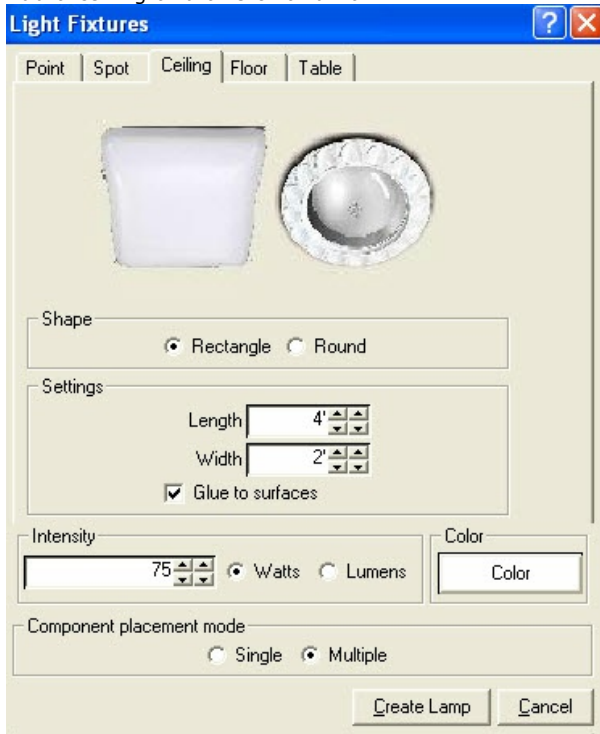 Light Fixtures
Point Spot Ceiling Floor Table
Shape
Rectangle Round
Settings
Length 4'
Width 2'
Glue to surfaces
Intensity
75 Watts Lumens
Color
Color
Component placement mode
Single Multiple
Create Lamp Cancel